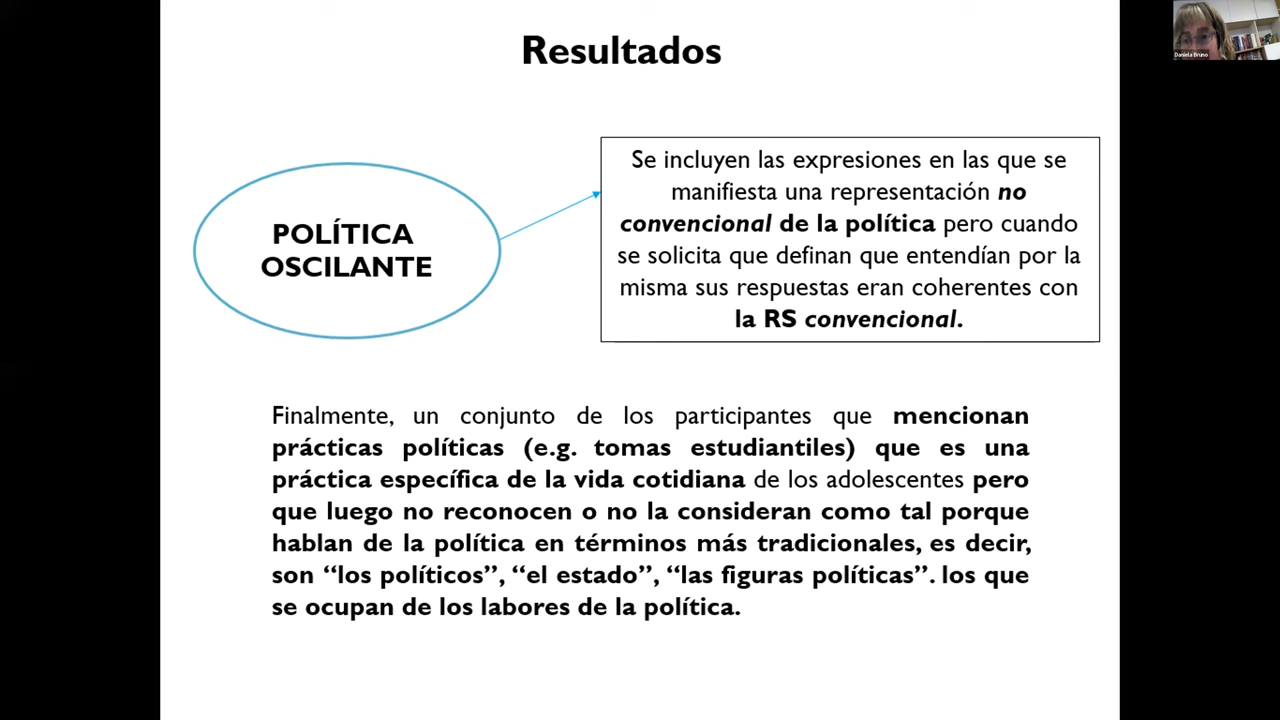 Resultados
Daniela Bruno
POLÍTICA
OSCILANTE
Se incluyen las expresiones en las que se
manifiesta una representación no
convencional de la política pero cuando
se solicita que definan que entendían por la
misma sus respuestas eran coherentes con
la RS convencional.
Finalmente, un conjunto de los participantes que mencionan
prácticas políticas (e.g. tomas estudiantiles) que es una
práctica específica de la vida cotidiana de los adolescentes pero
que luego no reconocen o no la consideran como tal porque
hablan de la política en términos más tradicionales, es decir,
son “los políticos”, “el estado”, “las figuras políticas”. los que
se ocupan de los labores de la política.